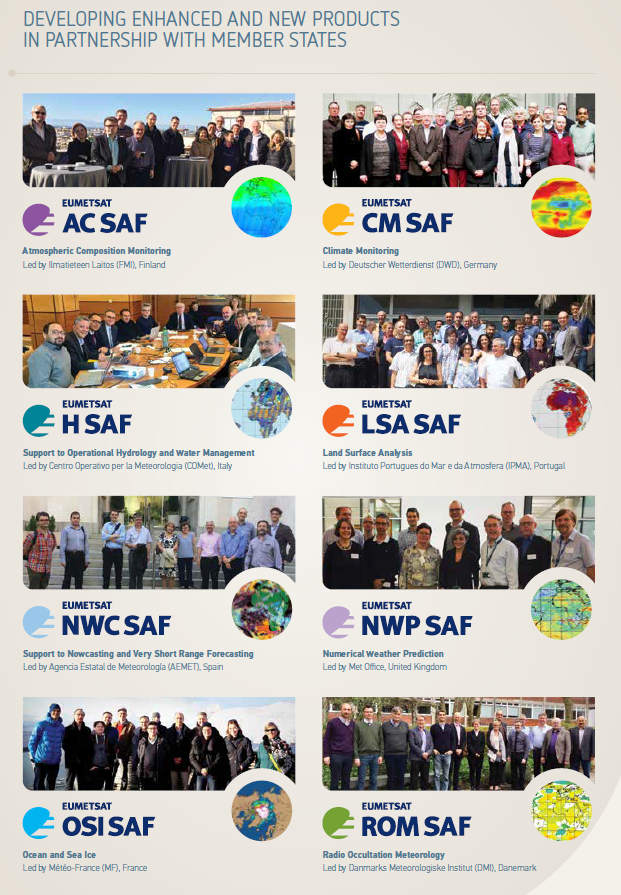 DEVELOPING ENHANCED AND NEW PRODUCTS
IN PARTNERSHIP WITH MEMBER STATES
EUMETSAT
AC SAF
Atmospheric Composition Monitoring
Led by Ilmatieteen Laitos (FMI), Finland
EUMETSAT
CM SAF
Climate Monitoring
Led by Deutscher Wetterdienst (DWD), Germany
EUMETSAT
H SAF
Support to Operational Hydrology and Water Management
Led by Centro Operativo per la Meteorologia (COMet), Italy
EUMETSAT
LSA SAF
Land Surface Analysis
Led by Instituto Portugues do Mar e da Atmosfera (IPMA), Portugal
EUMETSAT
NWC SAF
Support to Nowcasting and Very Short Range Forecasting
Led by Agencia Estatal de Meteorología (AEMET), Spain
EUMETSAT
NWP SAF
Numerical Weather Prediction
Led by Met Office, United Kingdom
EUMETSAT
OSI SAF
Ocean and Sea Ice
Led by Météo-France (MF), France
EUMETSAT
ROM SAF
Radio Occultation Meteorology
Led by Danmarks Meteorologiske Institut (DMI), Danemark